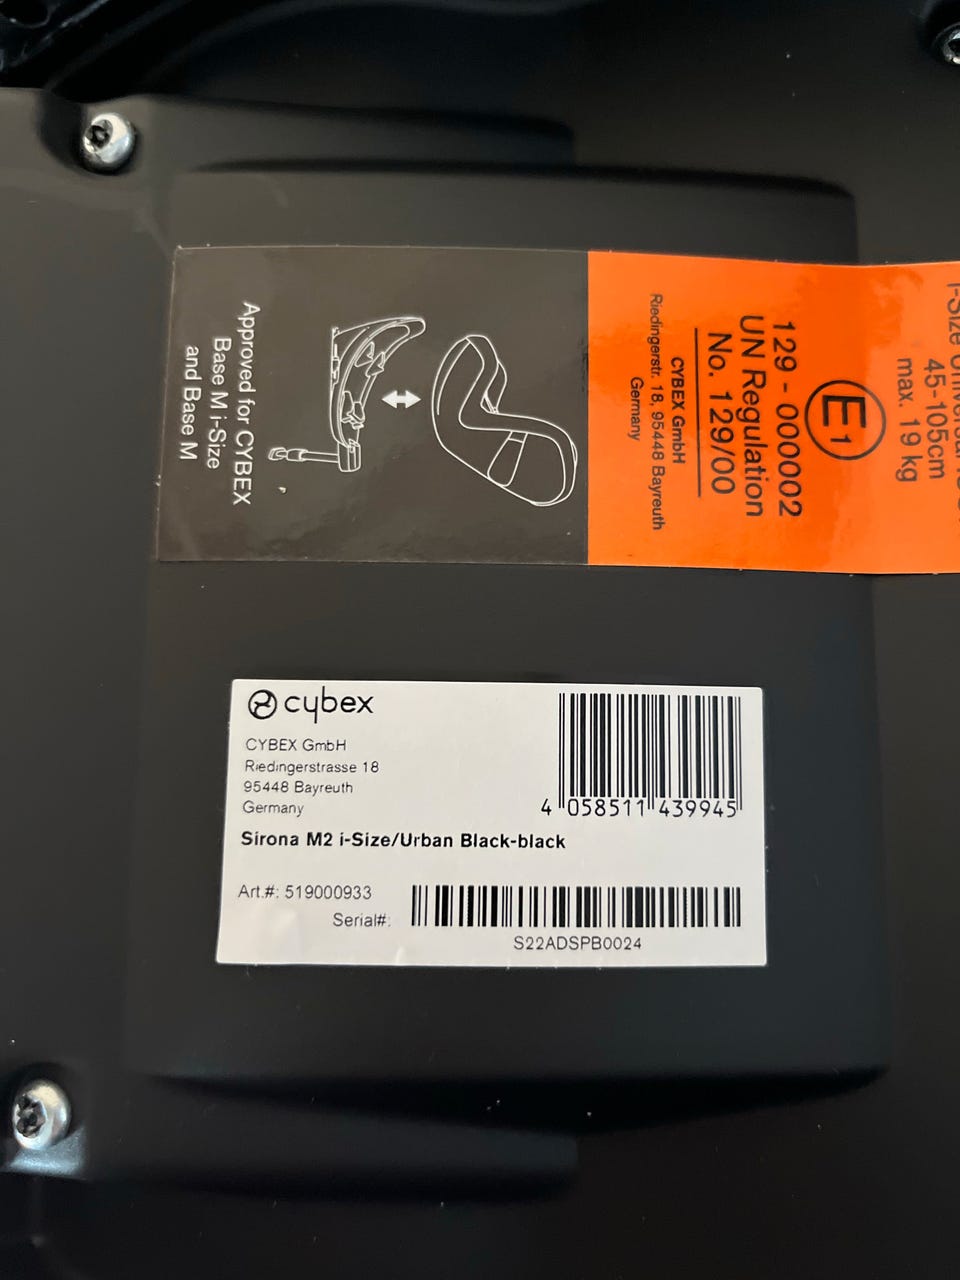 Approved for CYBEX
Base M i-Size
and Base M
45-105cm
max. 19 kg
E1
129 - 000002
UN Regulation
No. 129/00
CYBEX GmbH
Riedingerstr. 18, 95448 Bayreuth
Germany
cybex
CYBEX GmbH
Riedingerstrasse 18
95448 Bayreuth
Germany
4 058511 439945
Sirona M2 i-Size/Urban Black-black
Art.#: 519000933
Serial#:
S22ADSPB0024